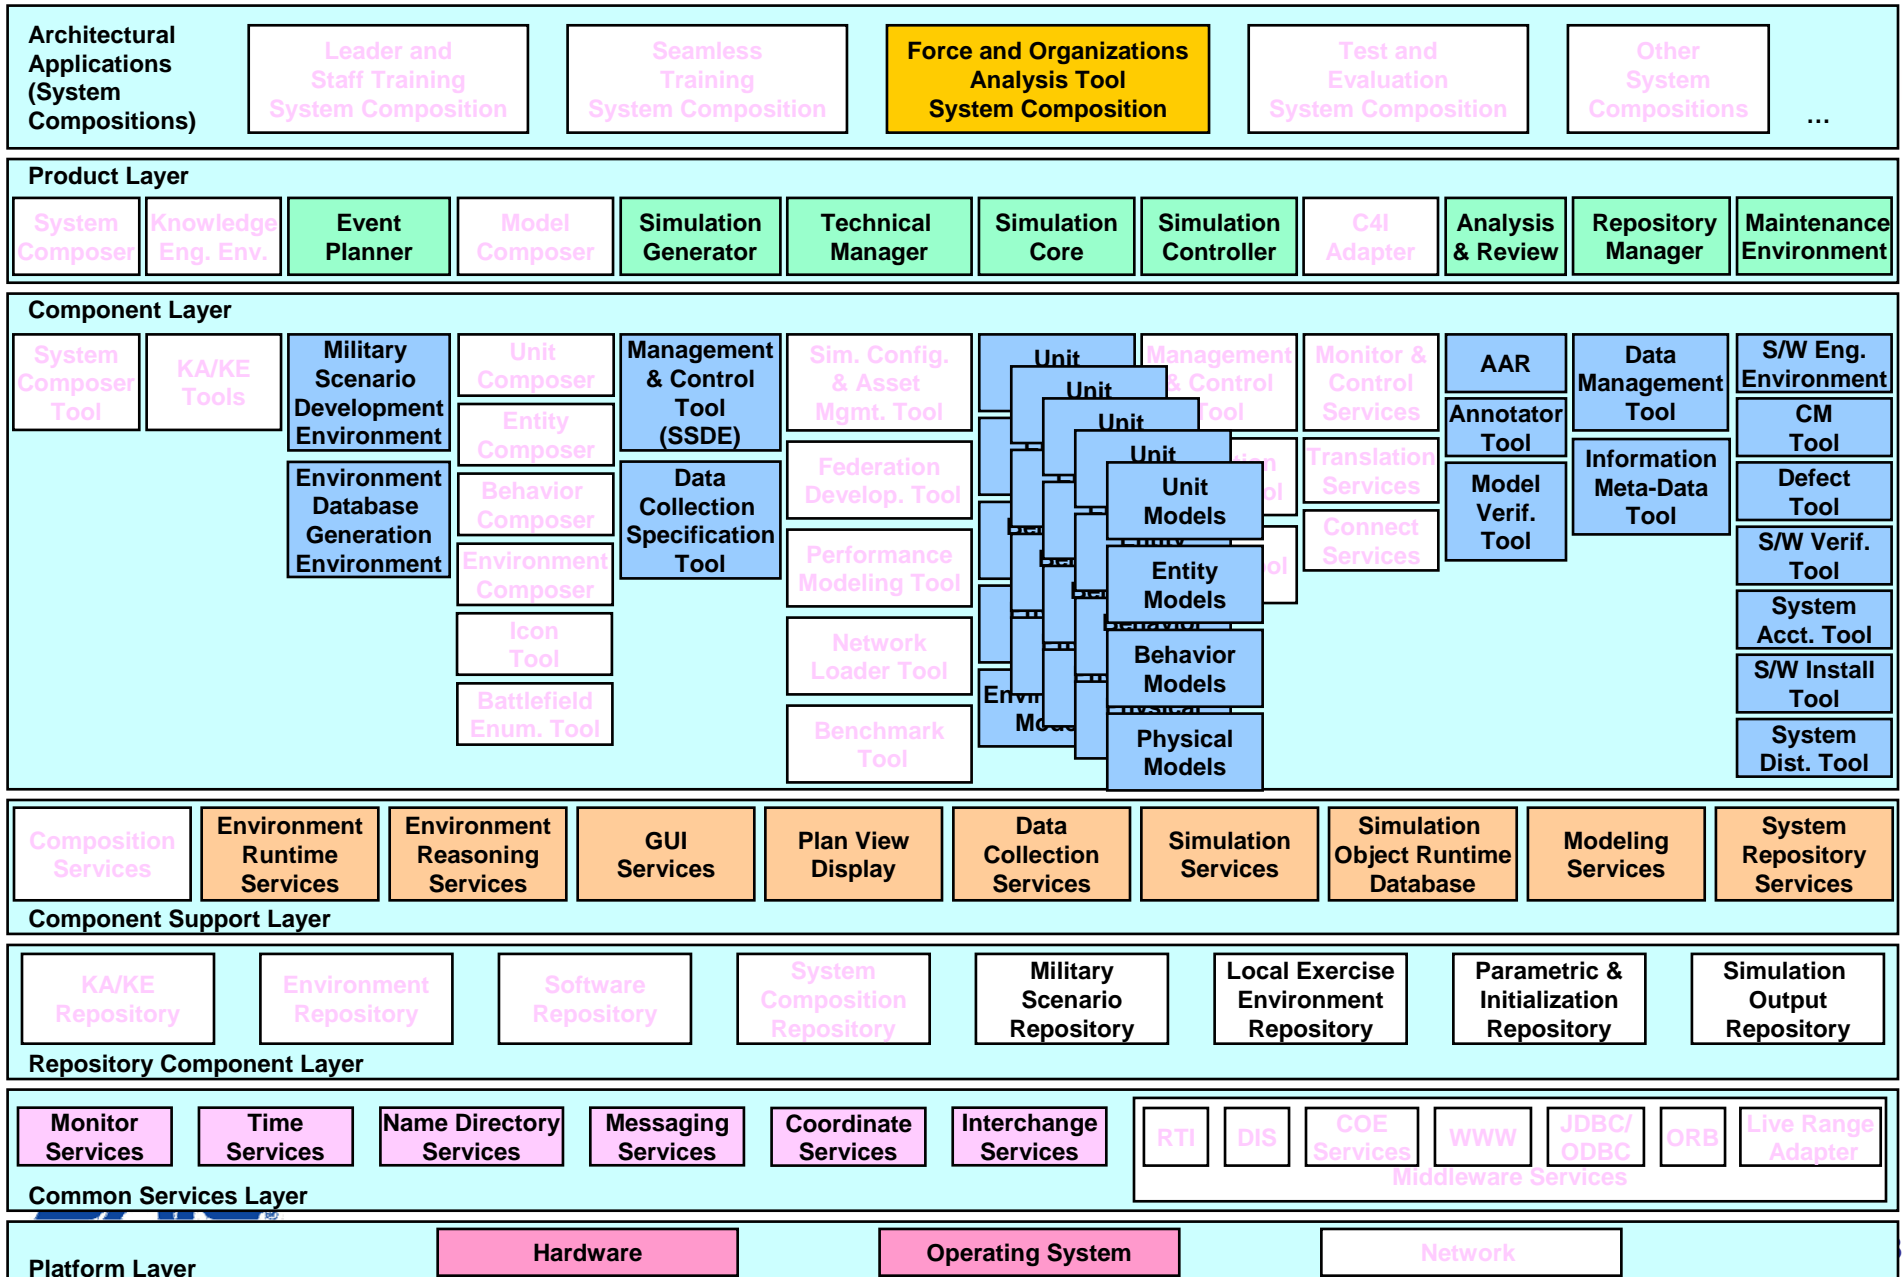 Architectural
Applications
(System
Compositions)
Leader and
Staff Training
System Composition
Seamless
Training
System Composition
Force and Organizations
Analysis Tool
System Composition
Test and
Evaluation
System Composition
Other
System
Compositions
...
Product Layer
System
Composer
Knowledge
Eng. Env.
Event
Planner
Model
Composer
Simulation
Generator
Technical
Manager
Simulation
Core
Simulation
Controller
C4I
Adapter
Analysis
& Review
Repository
Manager
Maintenance
Environment
Component Layer
System
Composer
Tool
KA/KE
Tools
Military
Scenario
Development
Environment
Environment
Database
Generation
Environment
Unit
Composer
Entity
Composer
Behavior
Composer
Environment
Composer
Icon
Tool
Battlefield
Enum. Tool
Management
& Control
Tool
(SSDE)
Data
Collection
Specification
Tool
Sim. Config.
& Asset
Mgmt. Tool
Federation
Develop. Tool
Performance
Modeling Tool
Network
Loader Tool
Benchmark
Tool
Unit
Unit
Unit
Unit
Unit
Models
Entity
Entity
Models
Behavior
Behavior
Models
Physical
Physical
Models
Management
& Control
Tool
Monitor &
Control
Services
Translation
Services
Connect
Services
AAR
Annotator
Tool
Model
Verif.
Tool
Data
Management
Tool
Information
Meta-Data
Tool
S/W Eng.
Environment
CM
Tool
Defect
Tool
S/W Verif.
Tool
System
Acct. Tool
S/W Install
Tool
System
Dist. Tool
Composition
Services
Environment
Runtime
Services
Environment
Reasoning
Services
GUI
Services
Plan View
Display
Data
Collection
Services
Simulation
Services
Simulation
Object Runtime
Database
Modeling
Services
System
Repository
Services
Component Support Layer
KA/KE
Repository
Environment
Repository
Software
Repository
System
Composition
Repository
Military
Scenario
Repository
Local Exercise
Environment
Repository
Parametric &
Initialization
Repository
Simulation
Output
Repository
Repository Component Layer
Monitor
Services
Time
Services
Name Directory
Services
Messaging
Services
Coordinate
Services
Interchange
Services
RTI
DIS
COE
Services
WWW
JDBC/
ODBC
ORB
Live Range
Adapter
Middleware Services
Common Services Layer
Hardware
Operating System
Network
Platform Layer